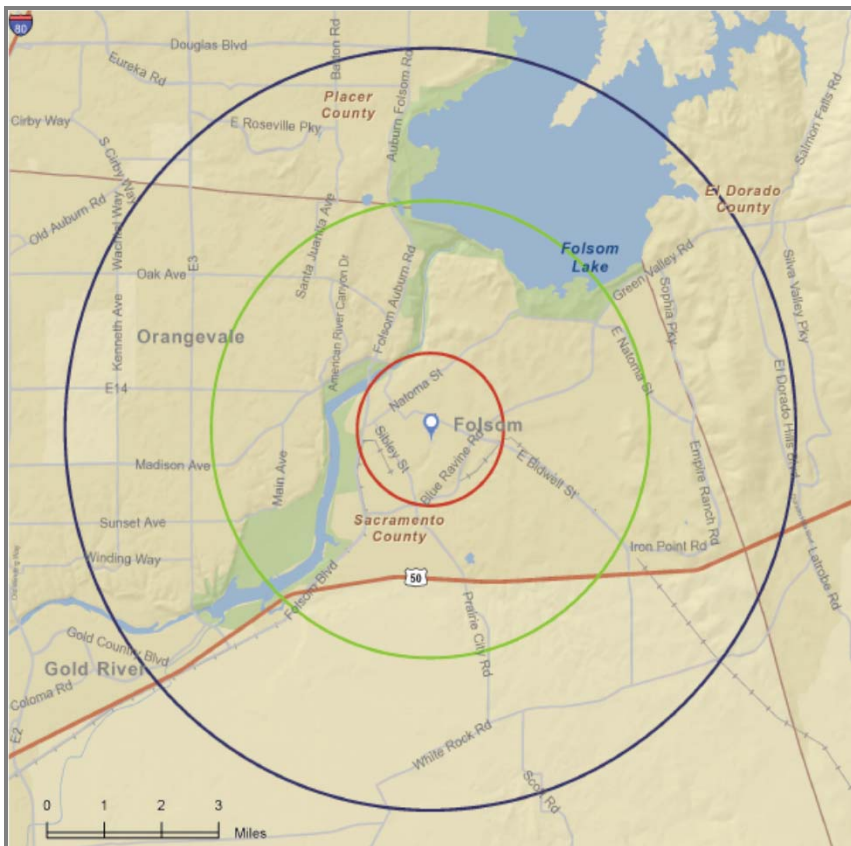 80
Douglas Blvd
Barton Rd
Eureka Rd
Placer
County
Auburn Folsom Rd
Cirby Way
E Roseville Pky
S Cirby Way
Salmon Falls Rd
El Dorado
County
Old Auburn Rd
Wachtel Way
E3
Santa Juanita Ave
Folsom
Lake
Green Valley Rd
Silva Valley Pky
Oak Ave
American River Canyon Dr
Folsom Auburn Rd
Sophia Pky
Kenneth Ave
Orangevale
E Natoma St
El Dorado Hills Blvd
E14
Natoma St
Folsom
Sibley St
Blue Ravine Rd
E Bidwell St
Empire Ranch Rd
Madison Ave
Main Ave
Sunset Ave
Sacramento
County
Winding Way
Iron Point Rd
Latrobe Rd
50
Folsom Blvd
Prairie City Rd
Gold Country Blvd
Gold River
Coloma Rd
E2
White Rock Rd
Scott Rd
0 1 2 3
Miles